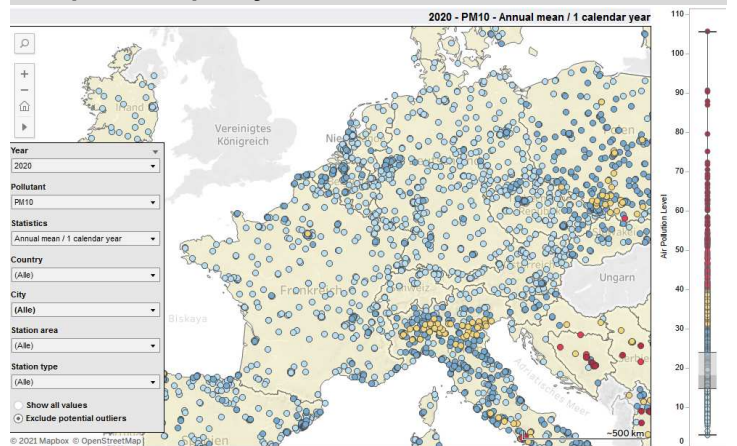 2020 - PM10 - Annual mean / 1 calendar year
Year
2020
Pollutant
PM10
Statistics
Annual mean / 1 calendar year
Country
(Alle)
City
(Alle)
Station area
(Alle)
Station type
(Alle)
Show all values
Exclude potential outliers
© 2021 Mapbox © OpenStreetMap
Vereinigtes
Königreich
Frankreich
Biskaya
Ungarn
Adriatisches Meer
~500 km
Air Pollution Level
110
100
90
80
70
60
50
40
30
20
10
0